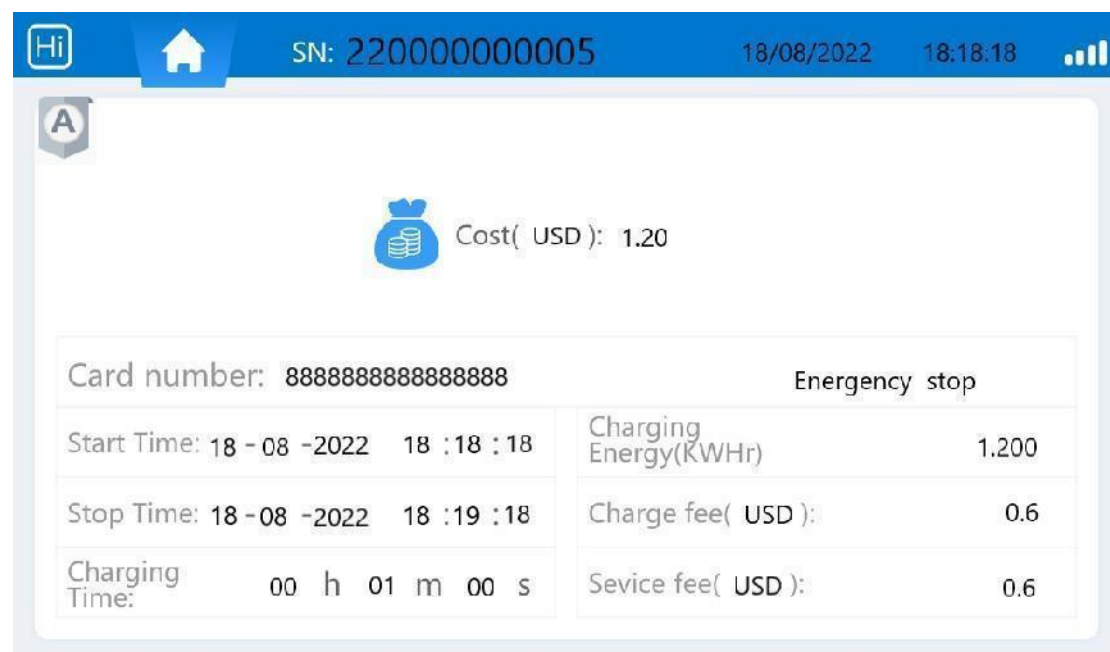 Hi SN: 220000000005 18/08/2022 18:18:18
A
Cost( USD ): 1.20
Card number: 8888888888888888 Energency stop
Start Time: 18 - 08 - 2022 18 : 18 : 18
Charging Energy(KWHr) 1.200
Stop Time: 18 - 08 - 2022 18 : 19 : 18
Charge fee( USD ): 0.6
Charging Time: 00 h 01 m 00 s
Sevice fee( USD ): 0.6